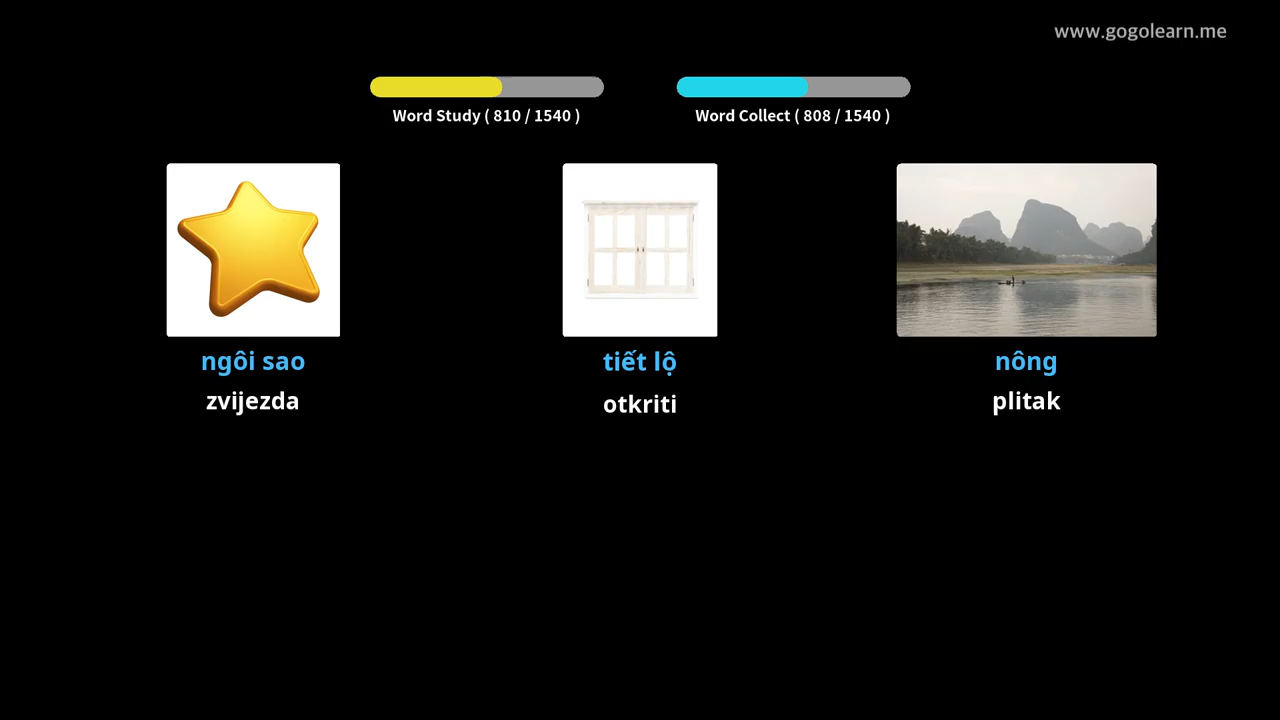 www.gogolearn.me
Word Study ( 810 / 1540 )
Word Collect ( 808 / 1540 )
ngôi sao
zvijezda
tiết lộ
otkriti
nông
plitak